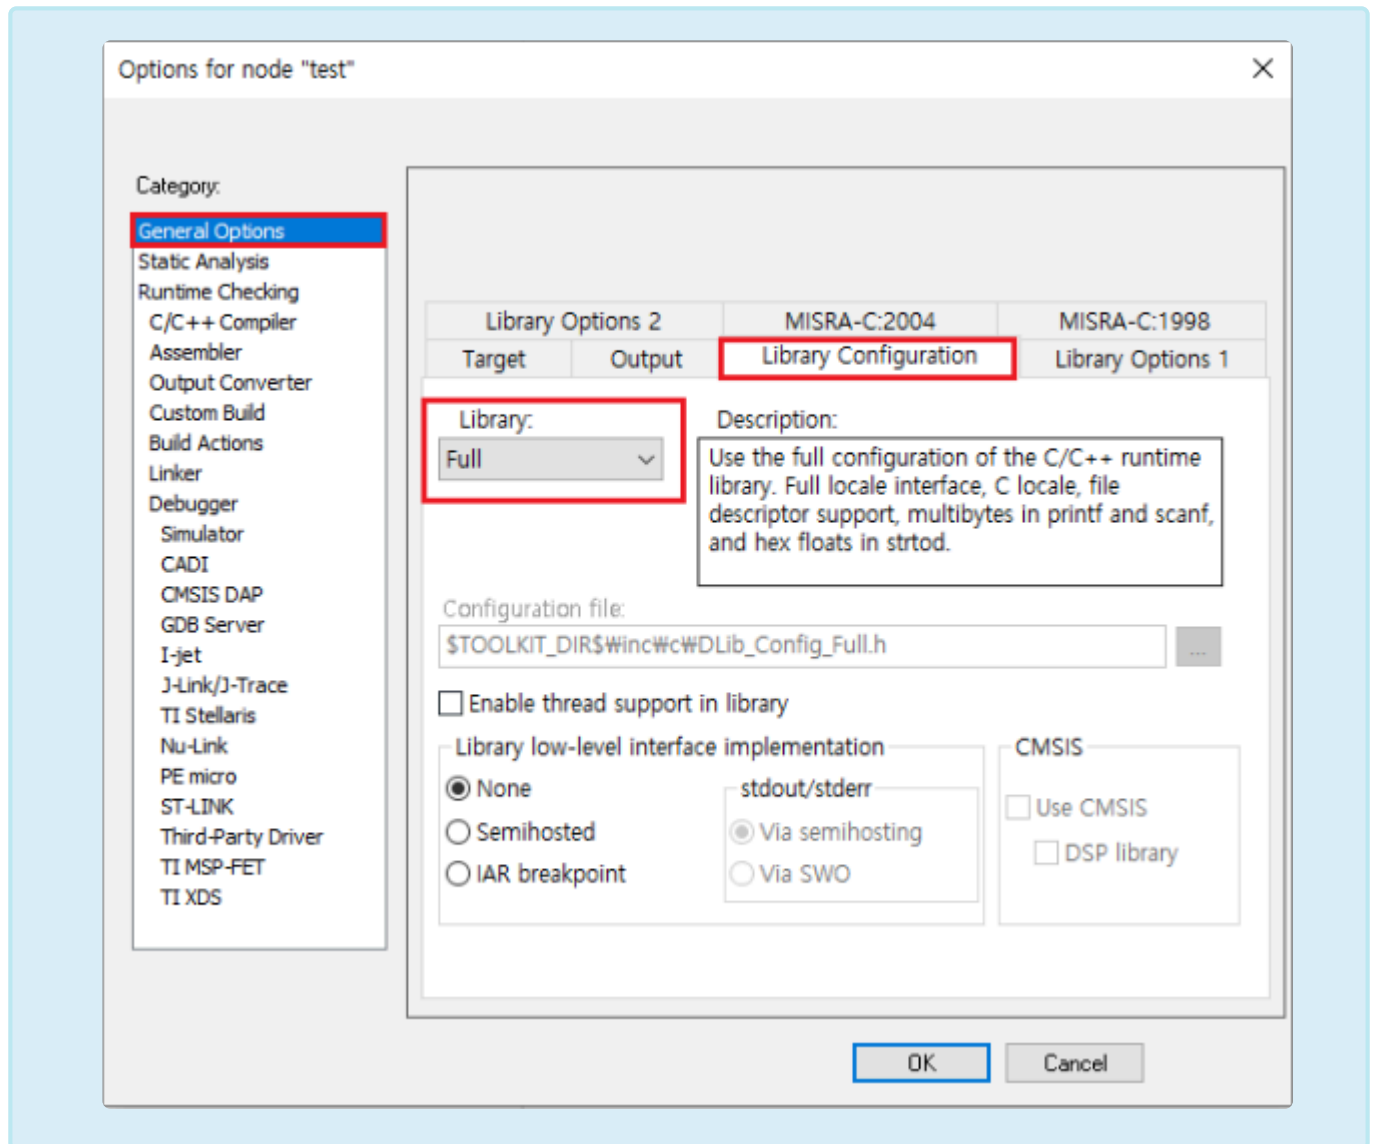 Options for node "test"
Category:
General Options
Static Analysis
Runtime Checking
C/C++ Compiler
Assembler
Output Converter
Custom Build
Build Actions
Linker
Debugger
Simulator
CADI
CMSIS DAP
GDB Server
I-jet
J-Link/J-Trace
TI Stellaris
Nu-Link
PE micro
ST-LINK
Third-Party Driver
TI MSP-FET
TI XDS
Library Options 2 MISRA-C:2004 MISRA-C:1998
Target Output Library Configuration Library Options 1
Library:
Full
Description:
Use the full configuration of the C/C++ runtime
library. Full locale interface, C locale, file
descriptor support, multibytes in printf and scanf,
and hex floats in strtod.
Configuration file:
$TOOLKIT_DIR$₩inc₩c₩DLib_Config_Full.h
...
Enable thread support in library
Library low-level interface implementation
None
Semihosted
IAR breakpoint
stdout/stderr
Via semihosting
Via SWO
CMSIS
Use CMSIS
DSP library
OK Cancel